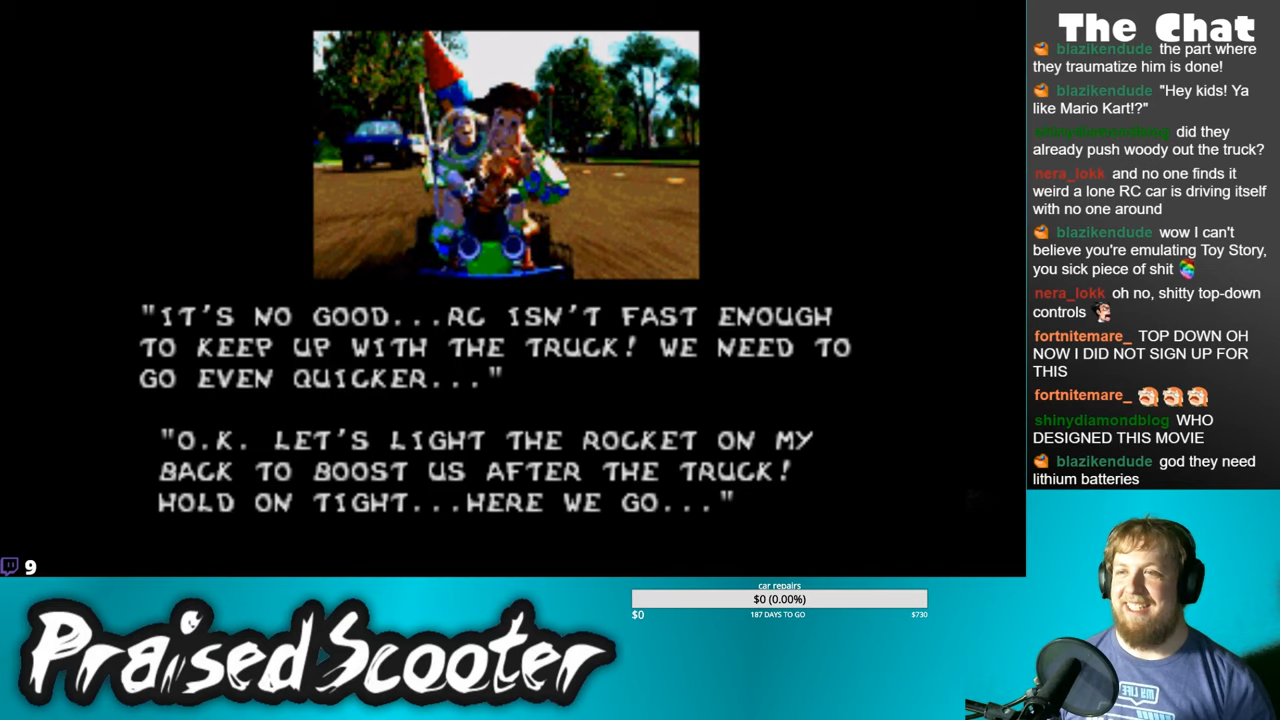 "IT'S NO GOOD...RC ISN'T FAST ENOUGH
TO KEEP UP WITH THE TRUCK! WE NEED TO
GO EVEN QUICKER..."
"O.K. LET'S LIGHT THE ROCKET ON MY
BACK TO BOOST US AFTER THE TRUCK!
HOLD ON TIGHT...HERE WE GO...."
The Chat
blazikendude the part where
they traumatize him is done!
blazikendude "Hey kids! Ya
like Mario Kart!?"
shinydiamondblog did they
already push woody out the truck?
nera_lokk and no one finds it
weird a lone RC car is driving itself
with no one around
blazikendude wow I can't
believe you're emulating Toy Story,
you sick piece of shit
nera_lokk oh no, shitty top-down
controls
fortnitemare_ TOP DOWN OH
NOW I DID NOT SIGN UP FOR
THIS
fortnitemare_
shinydiamondblog WHO
DESIGNED THIS MOVIE
blazikendude god they need
lithium batteries
9
PraisedScooter
car repairs
$0 (0.00%)
$0 187 DAYS TO GO $730
MY LIFE